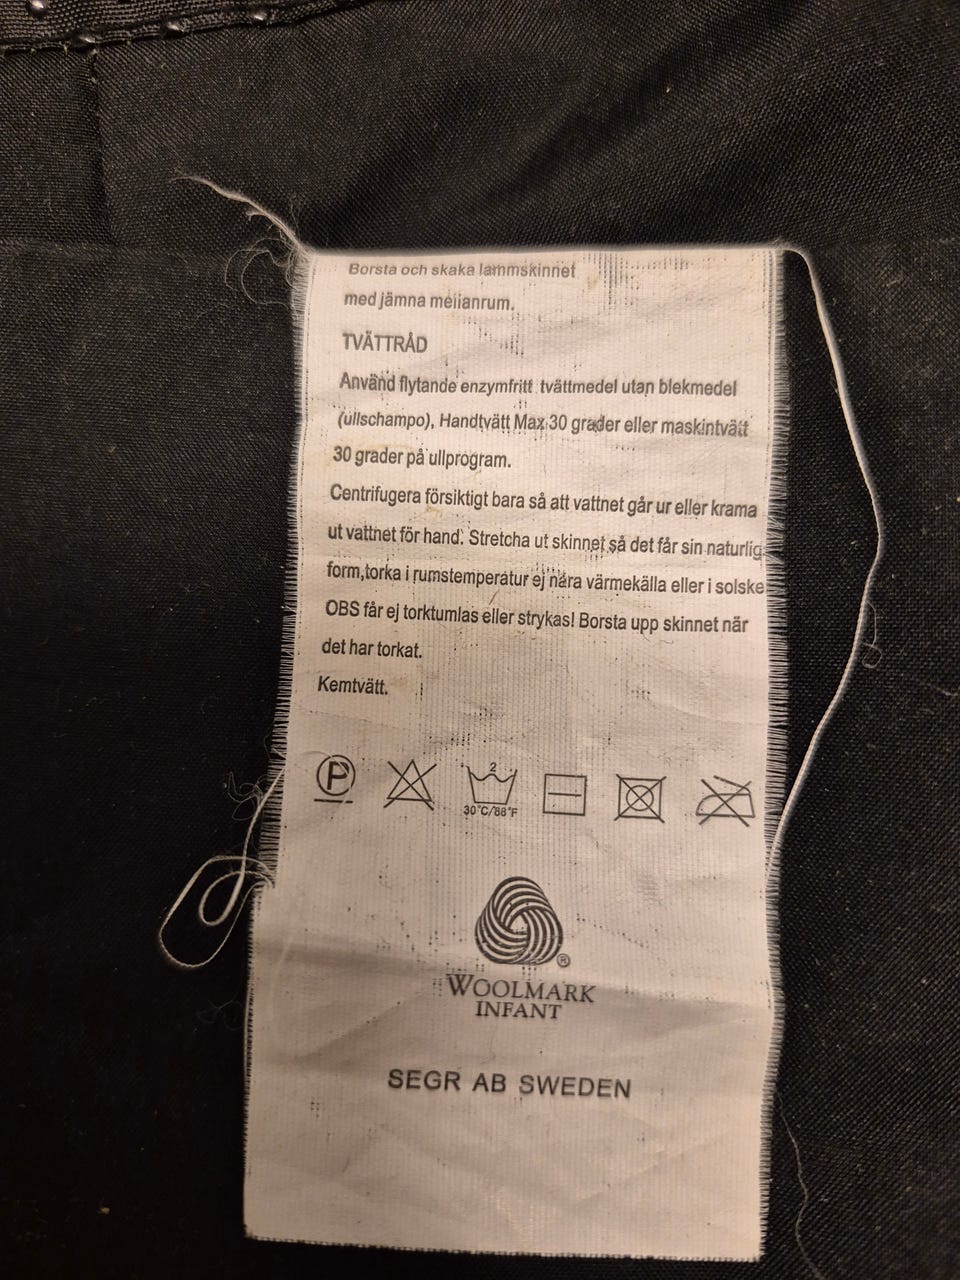 Borsta och skaka lammskinnet
med jämna mellanrum.
TVÄTTRÅD
Använd flytande enzymfritt tvättmedel utan blekmedel
(ullschampo), Handtvätt Max 30 grader eller maskintvätt
30 grader på ullprogram.
Centrifugera försiktigt bara så att vattnet går ur eller krama
ut vattnet för hand. Stretcha ut skinnet så det får sin naturlig
form,torka i rumstemperatur ej nära värmekälla eller i solske
OBS får ej torktumlas eller strykas! Borsta upp skinnet när
det har torkat.
Kemtvätt.
P
2
30°C/88°F
®
WOOLMARK
INFANT
SEGR AB SWEDEN